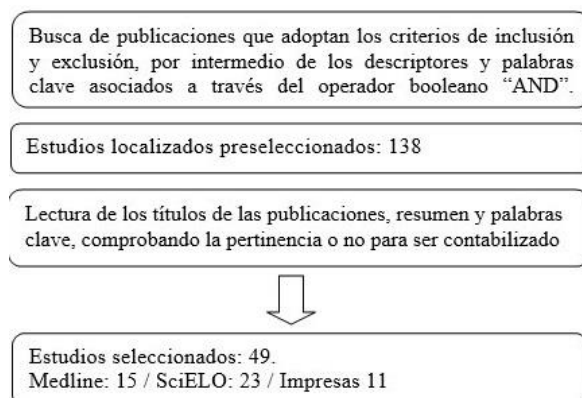 Busca de publicaciones que adoptan los criterios de inclusión
y exclusión, por intermedio de los descriptores y palabras
clave asociados a través del operador booleano “AND”.
Estudios localizados preseleccionados: 138
Lectura de los títulos de las publicaciones, resumen y palabras
clave, comprobando la pertinencia o no para ser contabilizado
Estudios seleccionados: 49.
Medline: 15 / SciELO: 23 / Impresas 11